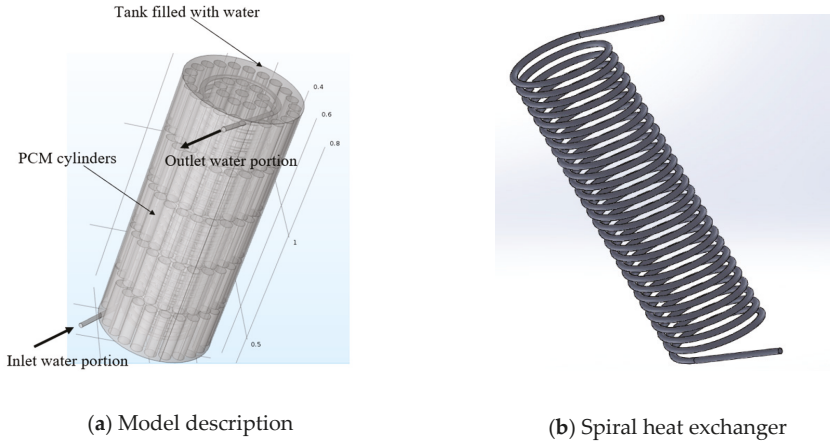 Tank filled with water
0.4
0.6
0.8
PCM cylinders
Outlet water portion
1
0.5
Inlet water portion
(a) Model description
(b) Spiral heat exchanger